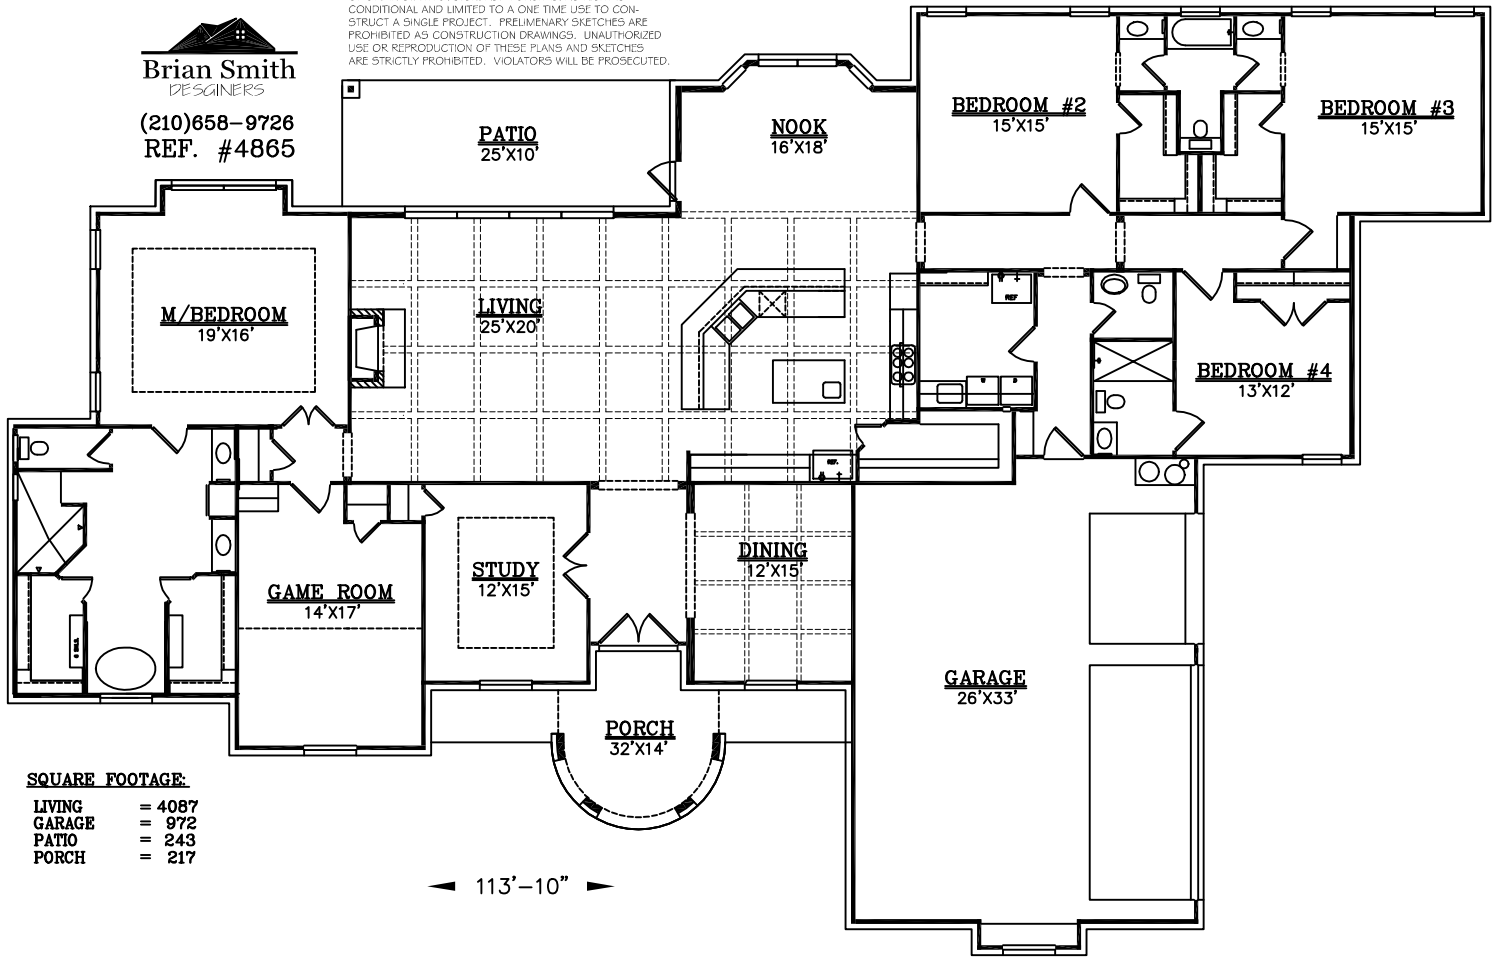 CONDITIONAL AND LIMITED TO A ONE TIME USE TO CON-
STRUCT A SINGLE PROJECT. PRELIMENARY SKETCHES ARE
PROHIBITED AS CONSTRUCTION DRAWINGS. UNAUTHORIZED
USE OR REPRODUCTION OF THESE PLANS AND SKETCHES
ARE STRICTLY PROHIBITED. VIOLATORS WILL BE PROSECUTED.
Brian Smith
DESGINERS
(210)658-9726
REF. #4865
PATIO
25'X10'
NOOK
16'X18'
BEDROOM #2
15'X15'
BEDROOM #3
15'X15'
M/BEDROOM
19'X16'
LIVING
25'X20'
REF
BEDROOM #4
13'X12'
W
D
REF.
GAME ROOM
14'X17'
STUDY
12'X15'
DINING
12'X15'
GARAGE
26'X33'
PORCH
32'X14'
SQUARE FOOTAGE:
LIVING = 4087
GARAGE = 972
PATIO = 243
PORCH = 217
113'-10"